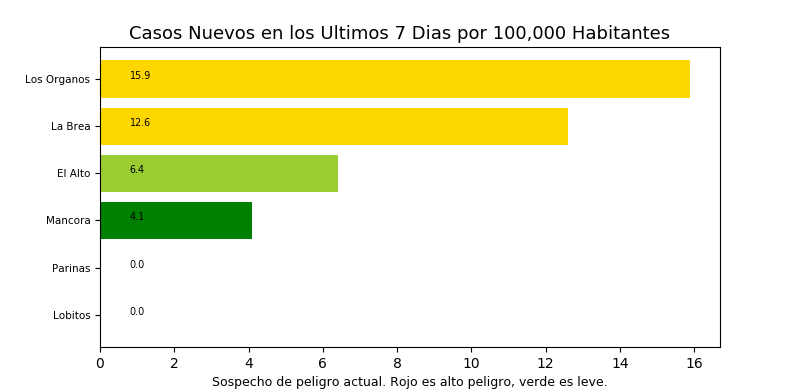 Casos Nuevos en los Ultimos 7 Dias por 100,000 Habitantes
Los Organos 15.9
La Brea 12.6
El Alto 6.4
Mancora 4.1
Parinas 0.0
Lobitos 0.0
0 2 4 6 8 10 12 14 16
Sospecho de peligro actual. Rojo es alto peligro, verde es leve.